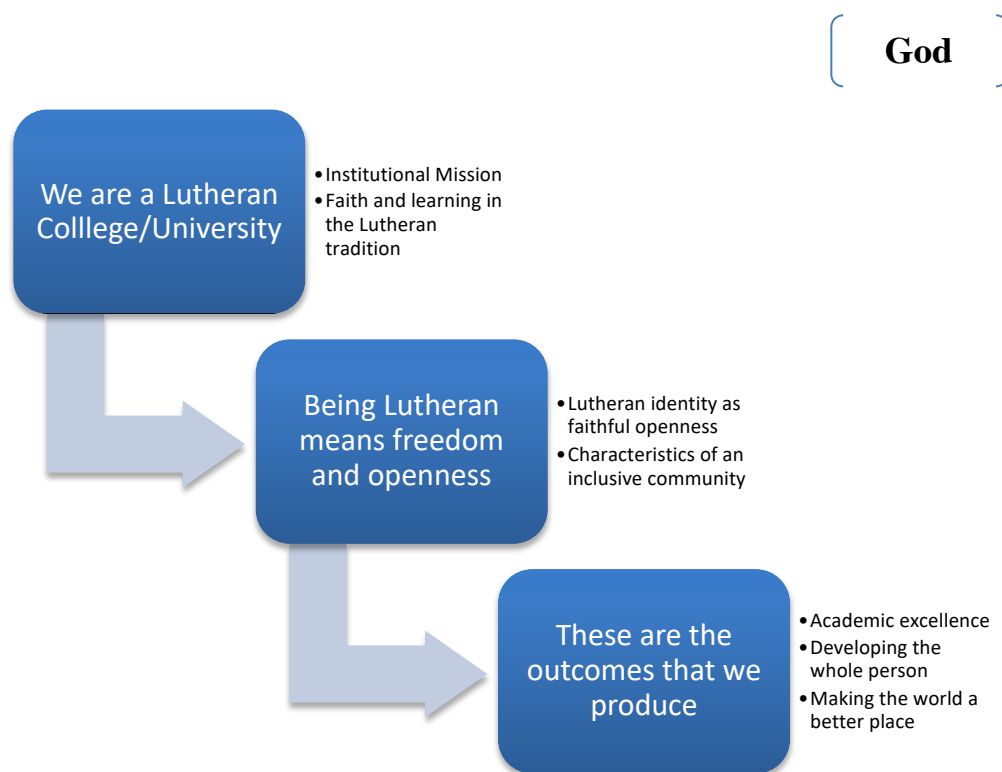 God
We are a Lutheran
Colllege/University
•Institutional Mission
•Faith and learning in
the Lutheran
tradition
Being Lutheran
means freedom
and openness
•Lutheran identity as
faithful openness
•Characteristics of an
inclusive community
These are the
outcomes that we
produce
•Academic excellence
•Developing the
whole person
•Making the world a
better place